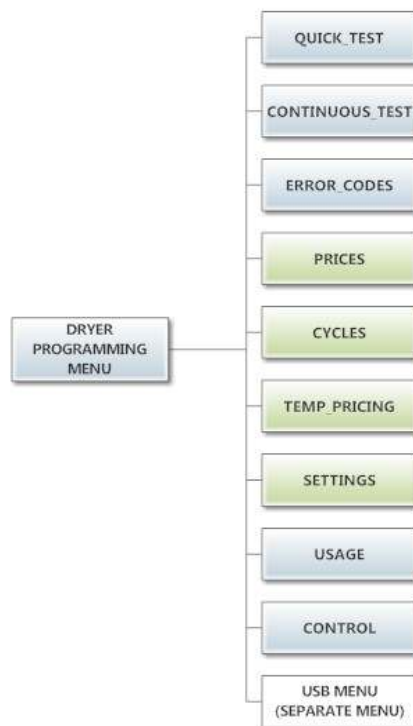 QUICK_TEST
CONTINUOUS_TEST
ERROR_CODES
PRICES
DRYER
PROGRAMMING
MENU
CYCLES
TEMP_PRICING
SETTINGS
USAGE
CONTROL
USB MENU
(SEPARATE MENU)